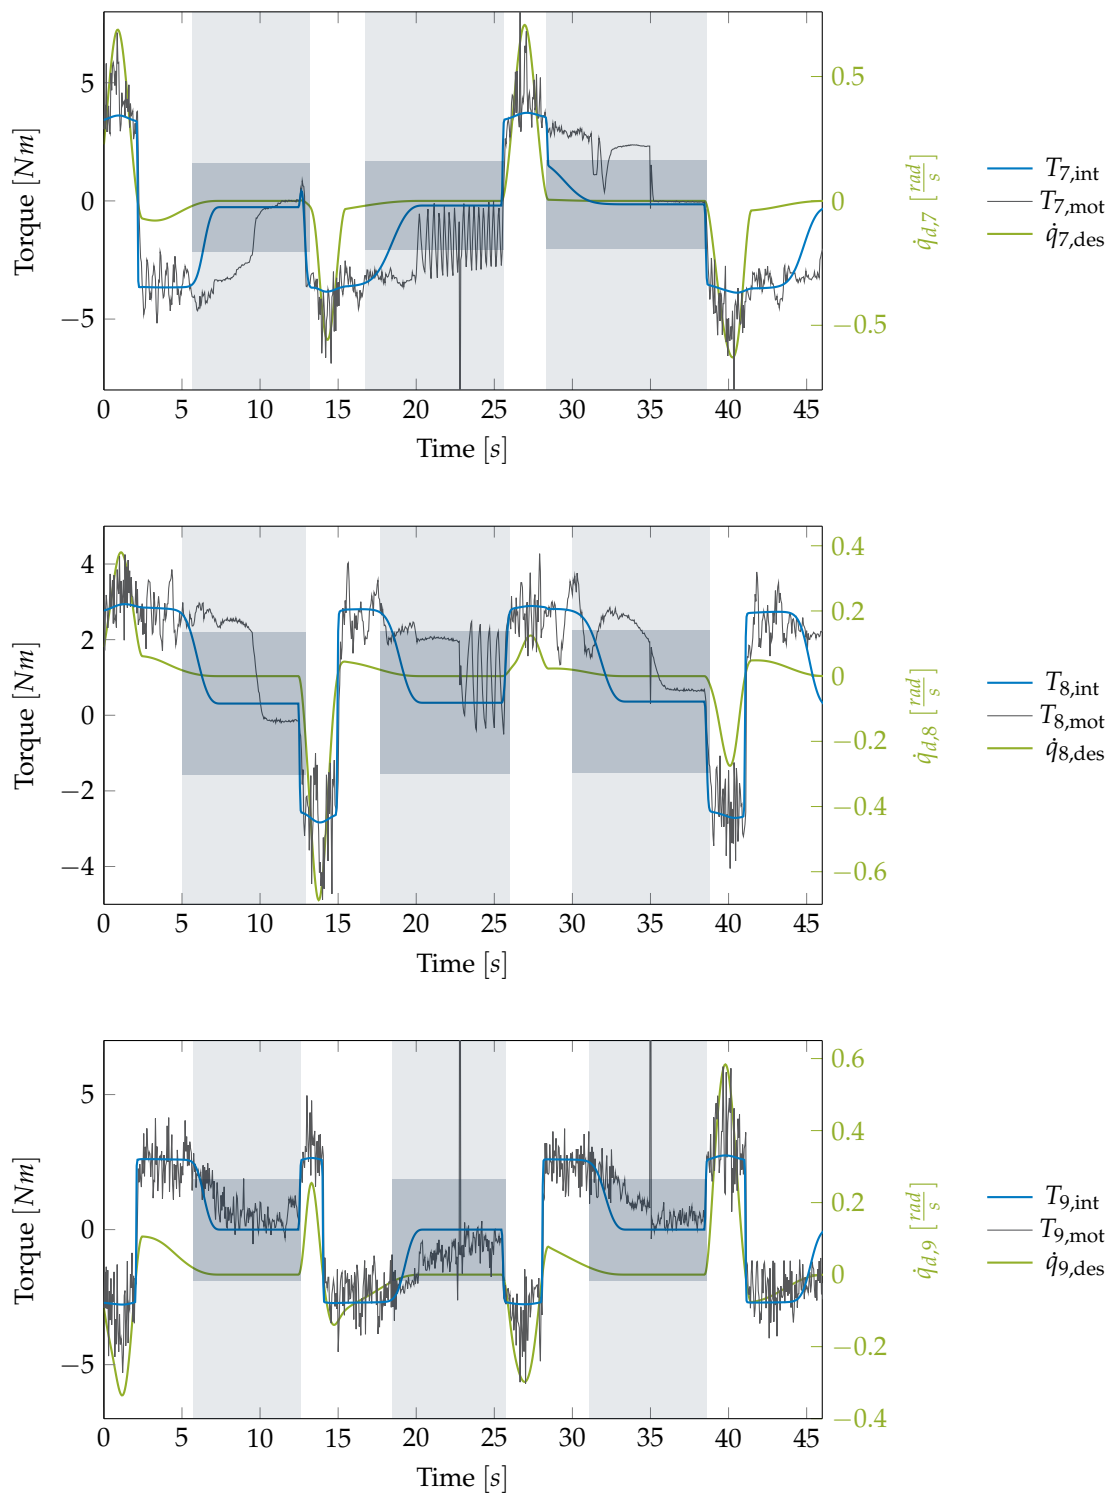 5
0
−5
0.5
0
−0.5
0 5 10 15 20 25 30 35 40 45
Time [s]
Torque [Nm]
q̇d,7 [rad/s]
T7,int
T7,mot
q̇7,des
4
2
0
−2
−4
0.4
0.2
0
−0.2
−0.4
−0.6
0 5 10 15 20 25 30 35 40 45
Time [s]
Torque [Nm]
q̇d,8 [rad/s]
T8,int
T8,mot
q̇8,des
5
0
−5
0.6
0.4
0.2
0
−0.2
−0.4
0 5 10 15 20 25 30 35 40 45
Time [s]
Torque [Nm]
q̇d,9 [rad/s]
T9,int
T9,mot
q̇9,des